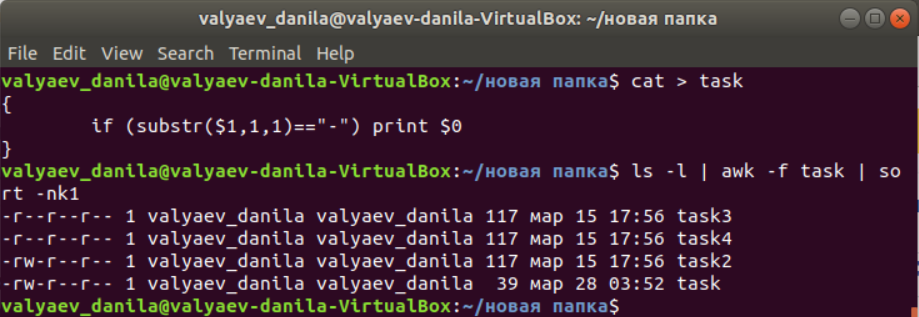 valyaev_danila@valyaev-danila-VirtualBox: ~/новая папка
File Edit View Search Terminal Help
valyaev_danila@valyaev-danila-VirtualBox:~/новая папка$ cat > task
{
        if (substr($1,1,1)=="-") print $0
}
valyaev_danila@valyaev-danila-VirtualBox:~/новая папка$ ls -l | awk -f task | so
rt -nk1
-r--r--r-- 1 valyaev_danila valyaev_danila 117 мар 15 17:56 task3
-r--r--r-- 1 valyaev_danila valyaev_danila 117 мар 15 17:56 task4
-rw-r--r-- 1 valyaev_danila valyaev_danila 117 мар 15 17:56 task2
-rw-r--r-- 1 valyaev_danila valyaev_danila  39 мар 28 03:52 task
valyaev_danila@valyaev-danila-VirtualBox:~/новая папка$